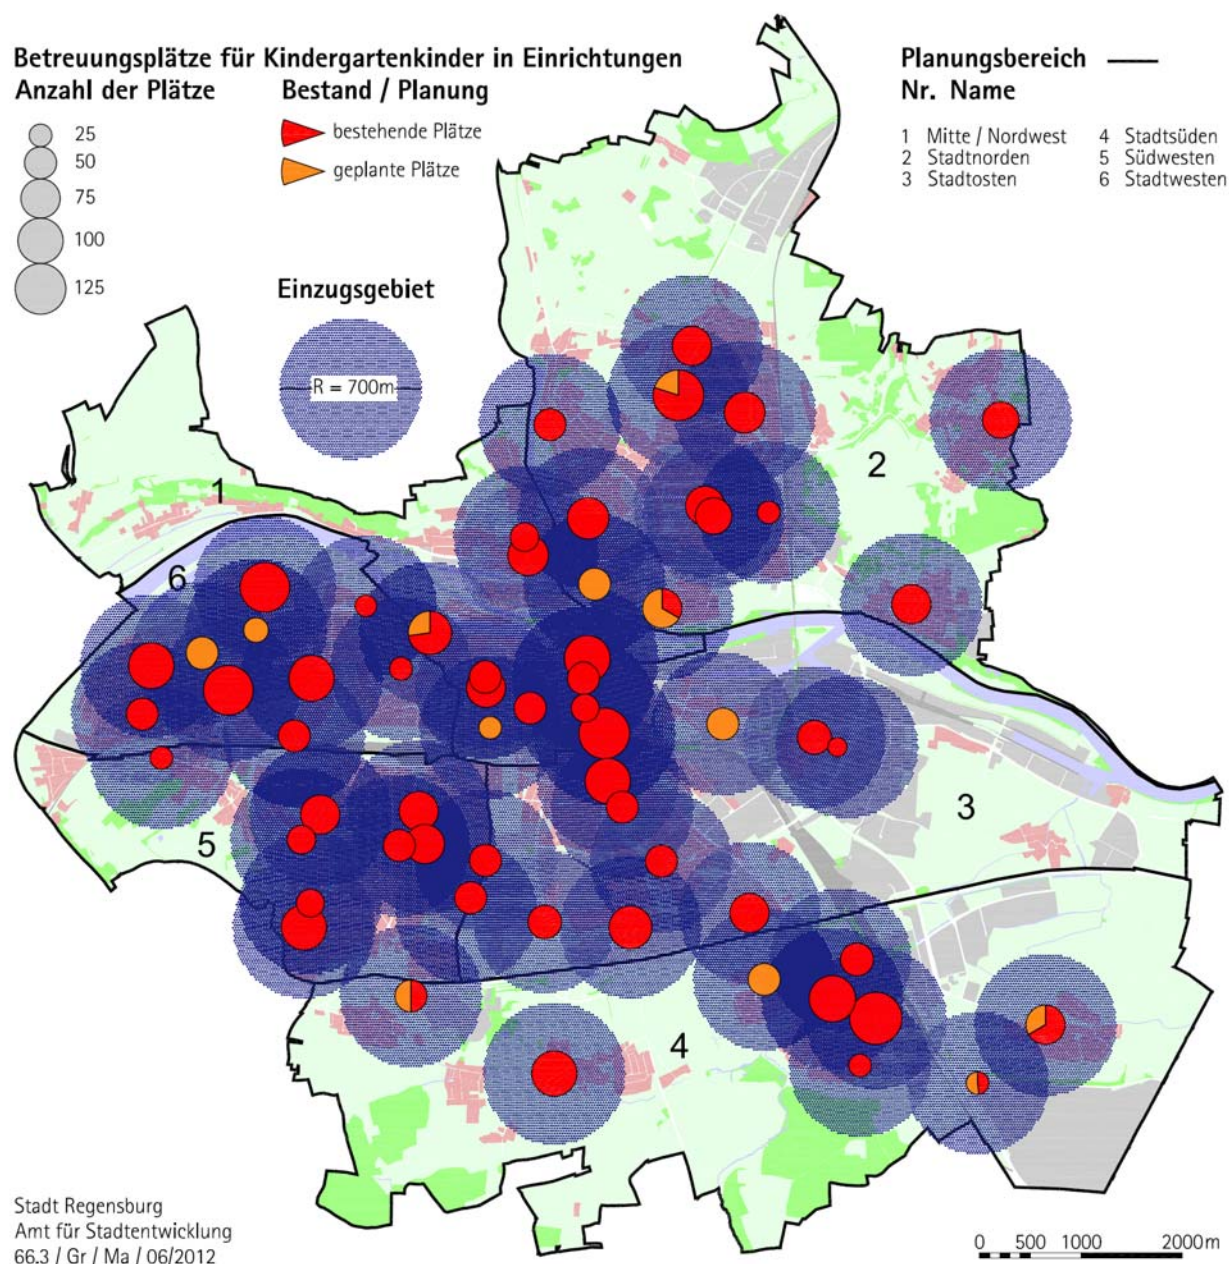 Betreuungsplätze für Kindergartenkinder in Einrichtungen
Anzahl der Plätze
25
50
75
100
125
Bestand / Planung
bestehende Plätze
geplante Plätze
Einzugsgebiet
R = 700m
Planungsbereich
Nr. Name
1 Mitte / Nordwest
2 Stadtnorden
3 Stadtosten
4 Stadtsüden
5 Südwesten
6 Stadtwesten
1
2
6
3
5
4
Stadt Regensburg
Amt für Stadtentwicklung
66.3 / Gr / Ma / 06/2012
0 500 1000 2000m